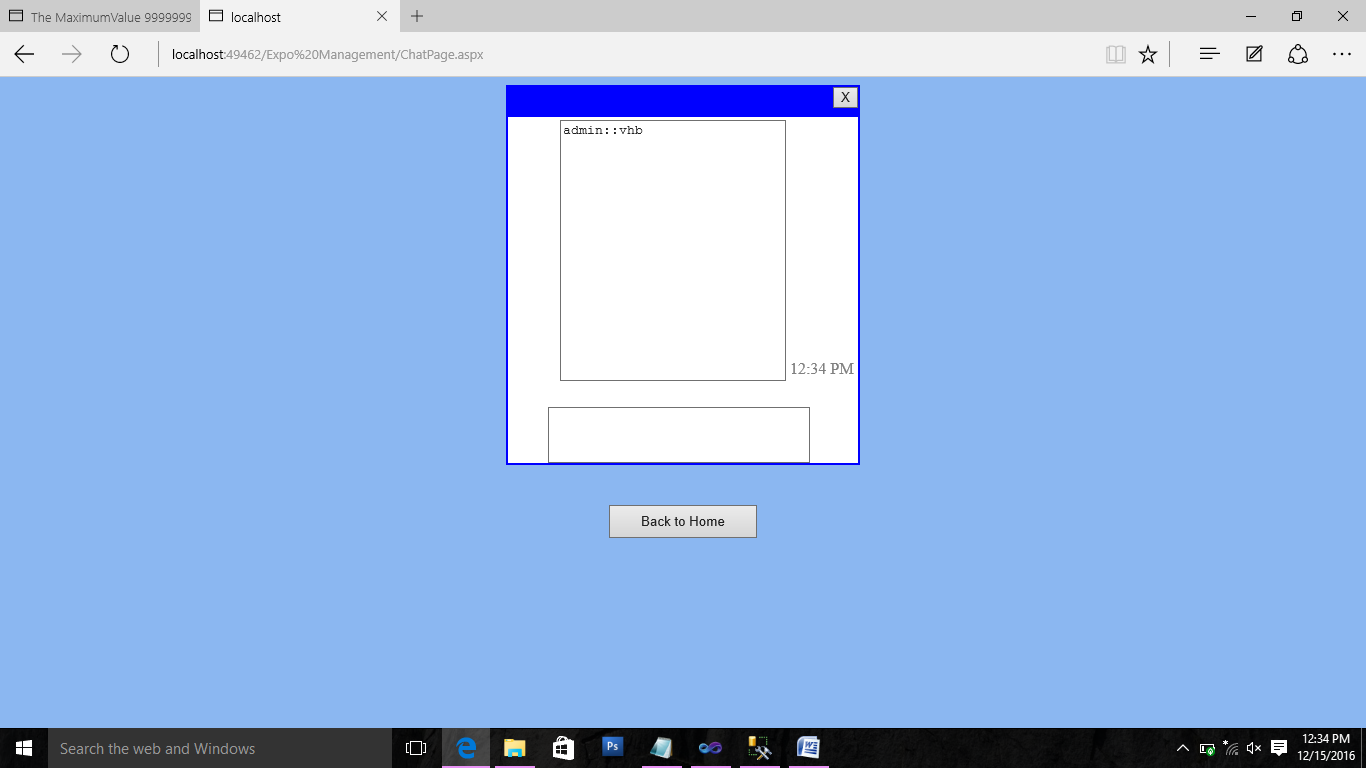 The MaximumValue 9999999
localhost
localhost:49462/Expo%20Management/ChatPage.aspx
X
admin::vhb
12:34 PM
Back to Home
Search the web and Windows
Ps
12:34 PM
12/15/2016